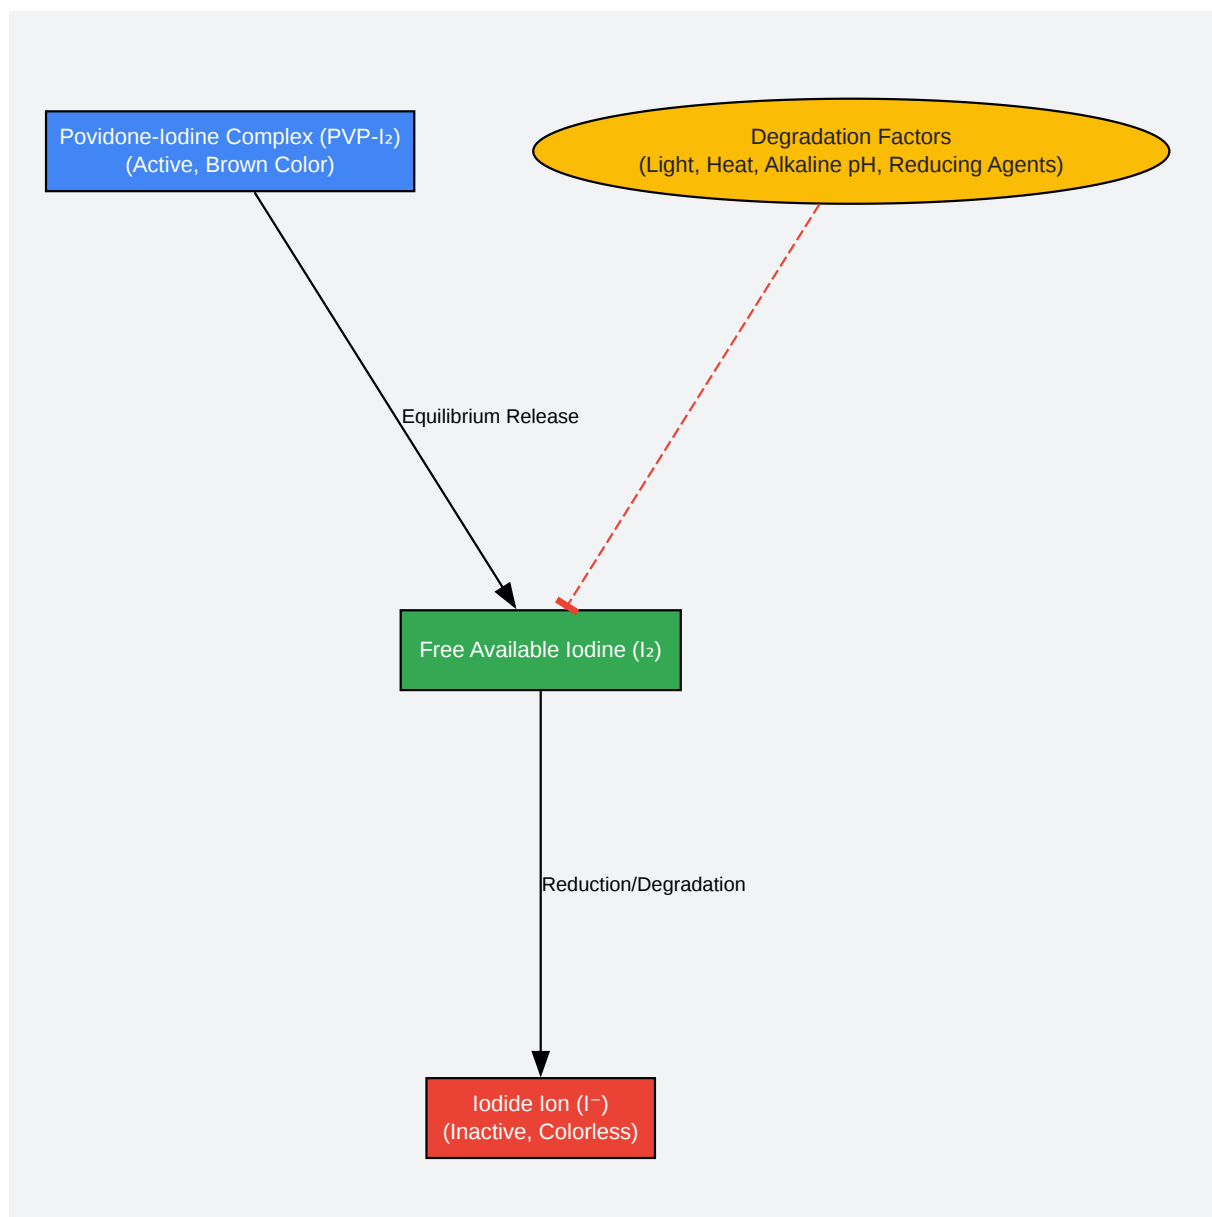 Povidone-Iodine Complex (PVP-I₂)
(Active, Brown Color)
Degradation Factors
(Light, Heat, Alkaline pH, Reducing Agents)
Equilibrium Release
Free Available Iodine (I₂)
Reduction/Degradation
Iodide Ion (I⁻)
(Inactive, Colorless)